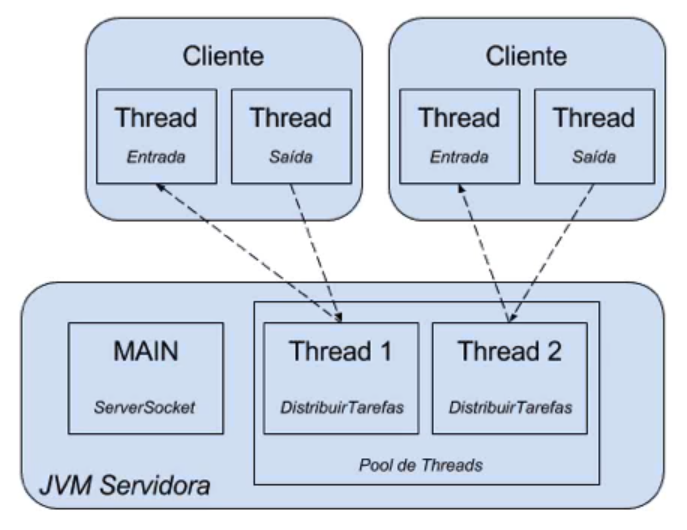 Cliente
Thread
Entrada
Thread
Saída
Cliente
Thread
Entrada
Thread
Saída
MAIN
ServerSocket
Thread 1
DistribuirTarefas
Thread 2
DistribuirTarefas
Pool de Threads
JVM Servidora